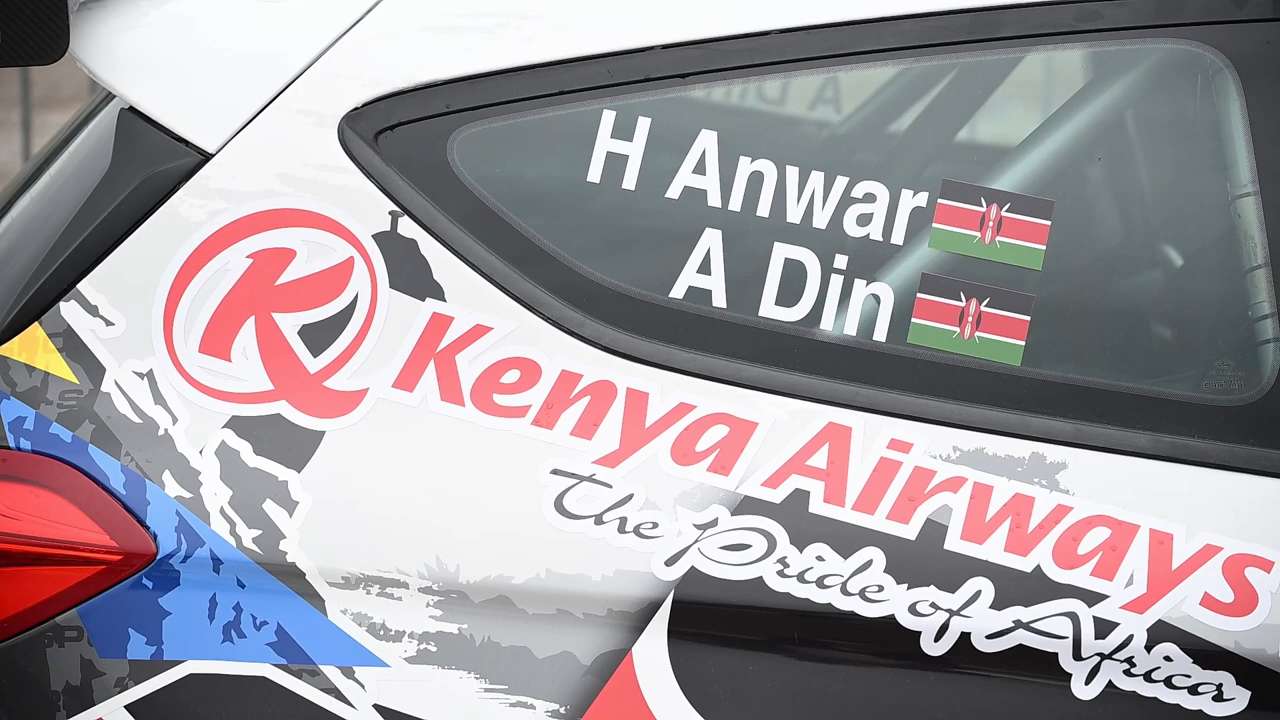 H Anwar
A Din
K
Kenya Airways
the Pride of Africa